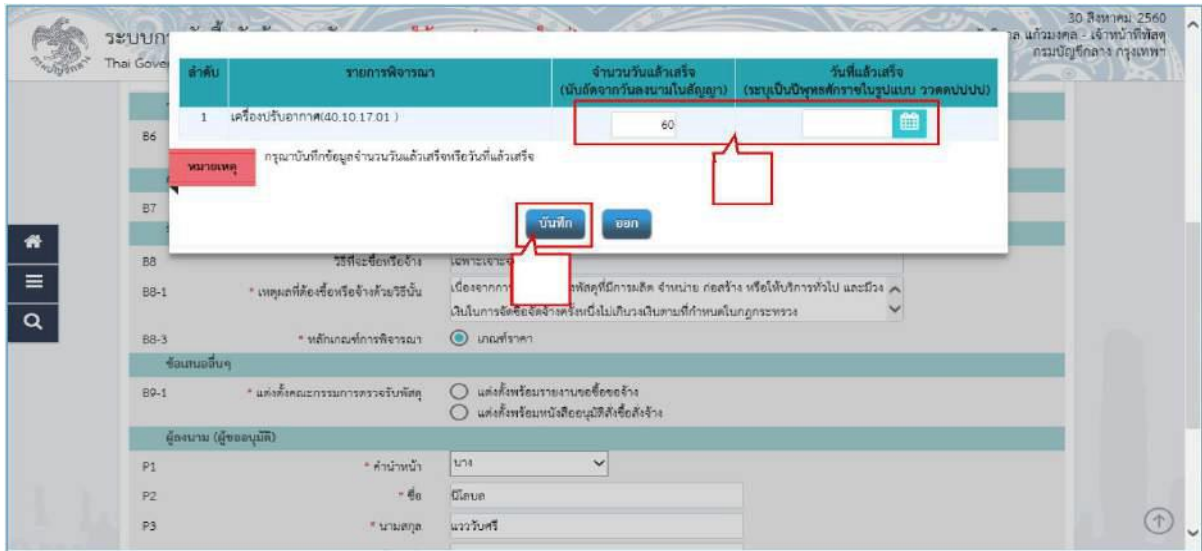 30 สิงหาคม 2560
ระบบ
แก้วมงคล - เจ้าหน้าที่พัสดุ
Thai Gove
กรมบัญชีกลาง กรุงเทพฯ
ลำดับ รายการพิจารณา จำนวนวันแล้วเสร็จ วันที่แล้วเสร็จ
(นับถัดจากวันลงนามในสัญญา) (ระบุเป็นปีพุทธศักราชในรูปแบบ ววดดปปปป)
1 เครื่องปรับอากาศ(40.10.17.01 ) 60
B6
หมายเหตุ กรุณาบันทึกข้อมูลจำนวนวันแล้วเสร็จหรือวันที่แล้วเสร็จ
B7
บันทึก ออก
B8 วิธีที่จะซื้อหรือจ้าง เฉพาะเจาะจง
B8-1 * เหตุผลที่ต้องซื้อหรือจ้างด้วยวิธีนั้น เนื่องจากการ พัสดุที่มีการผลิต จำหน่าย ก่อสร้าง หรือให้บริการทั่วไป และมีวง
เงินในการจัดซื้อจัดจ้างครั้งหนึ่งไม่เกินวงเงินตามที่กำหนดในกฎกระทรวง
B8-3 * หลักเกณฑ์การพิจารณา เกณฑ์ราคา
ข้อเสนออื่นๆ
B9-1 * แต่งตั้งคณะกรรมการตรวจรับพัสดุ แต่งตั้งพร้อมรายงานขอซื้อขอจ้าง
แต่งตั้งพร้อมหนังสืออนุมัติสั่งซื้อสั่งจ้าง
ผู้ลงนาม (ผู้ขออนุมัติ)
P1 * คำนำหน้า นาง
P2 * ชื่อ นิโลบล
P3 * นามสกุล แวววับศรี